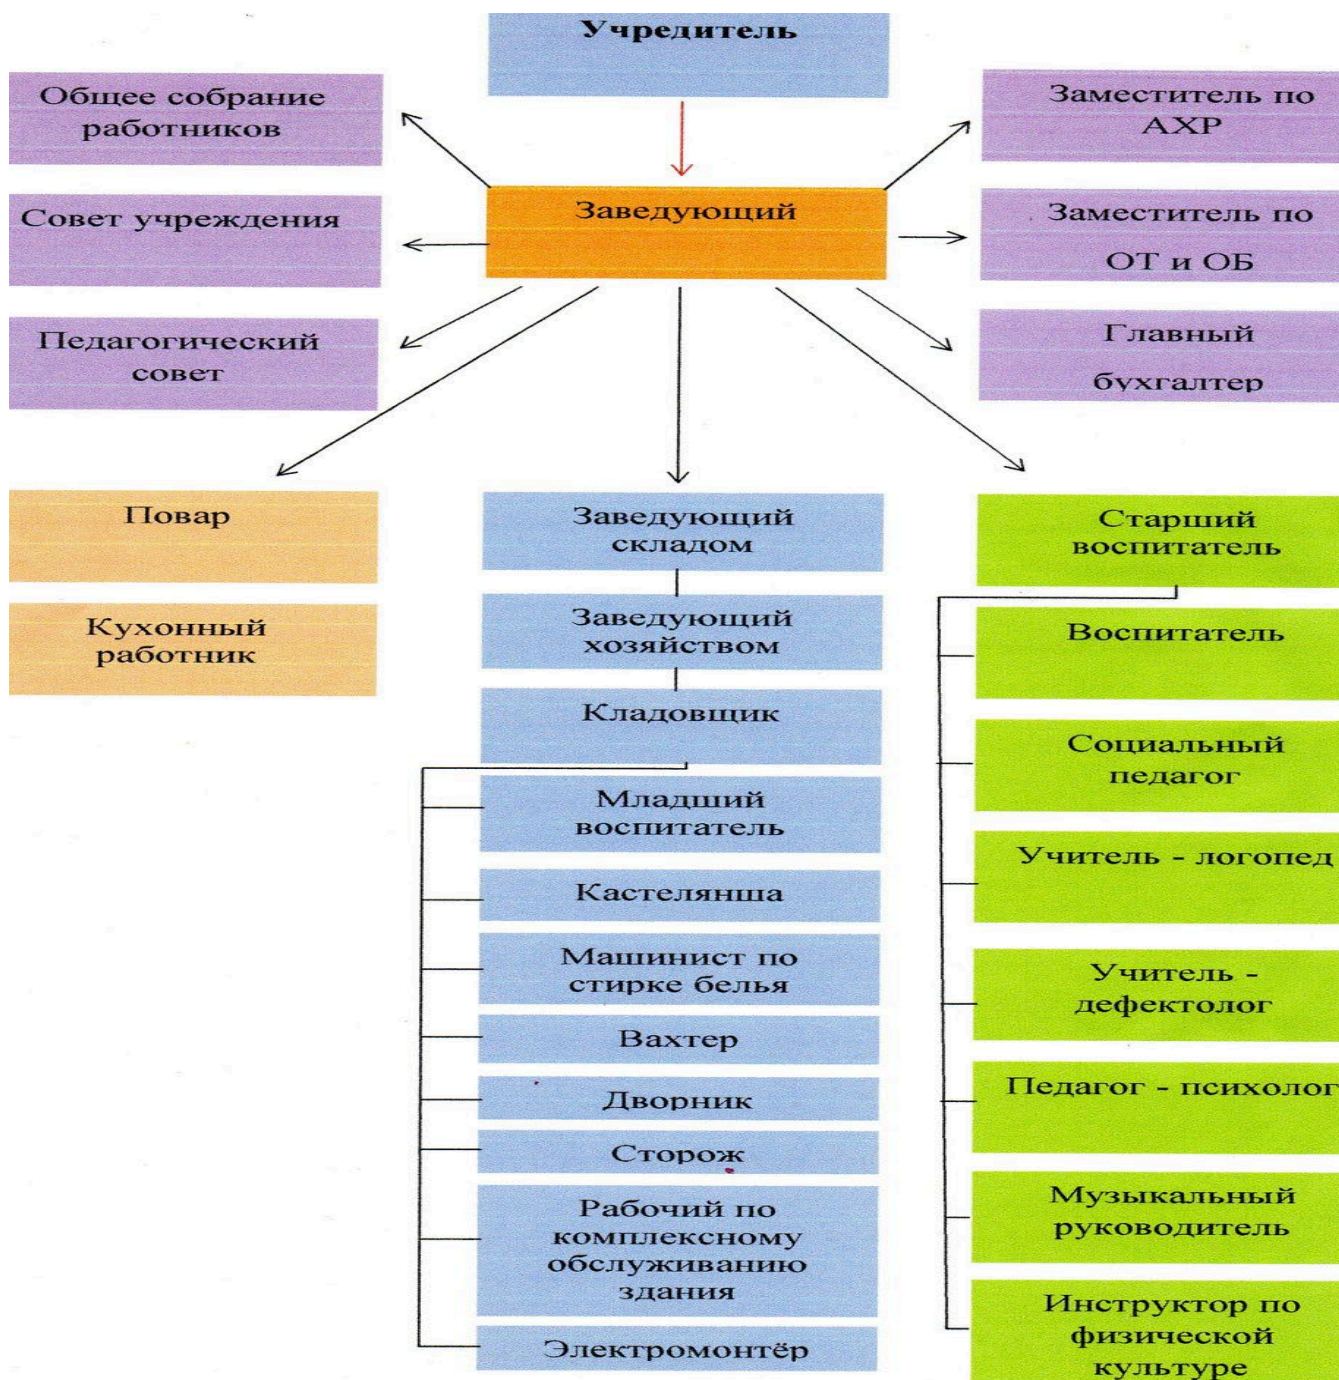 Учредитель
Общее собрание
работников
Заместитель по
АХР
Совет учреждения
Заведующий
Заместитель по
ОТ и ОБ
Педагогический
совет
Главный
бухгалтер
Повар
Кухонный
работник
Заведующий
складом
Заведующий
хозяйством
Кладовщик
Младший
воспитатель
Кастелянша
Машинист по
стирке белья
Вахтер
Дворник
Сторож
Рабочий по
комплексному
обслуживанию
здания
Электромонтёр
Старший
воспитатель
Воспитатель
Социальный
педагог
Учитель - логопед
Учитель -
дефектолог
Педагог - психолог
Музыкальный
руководитель
Инструктор по
физической
культуре